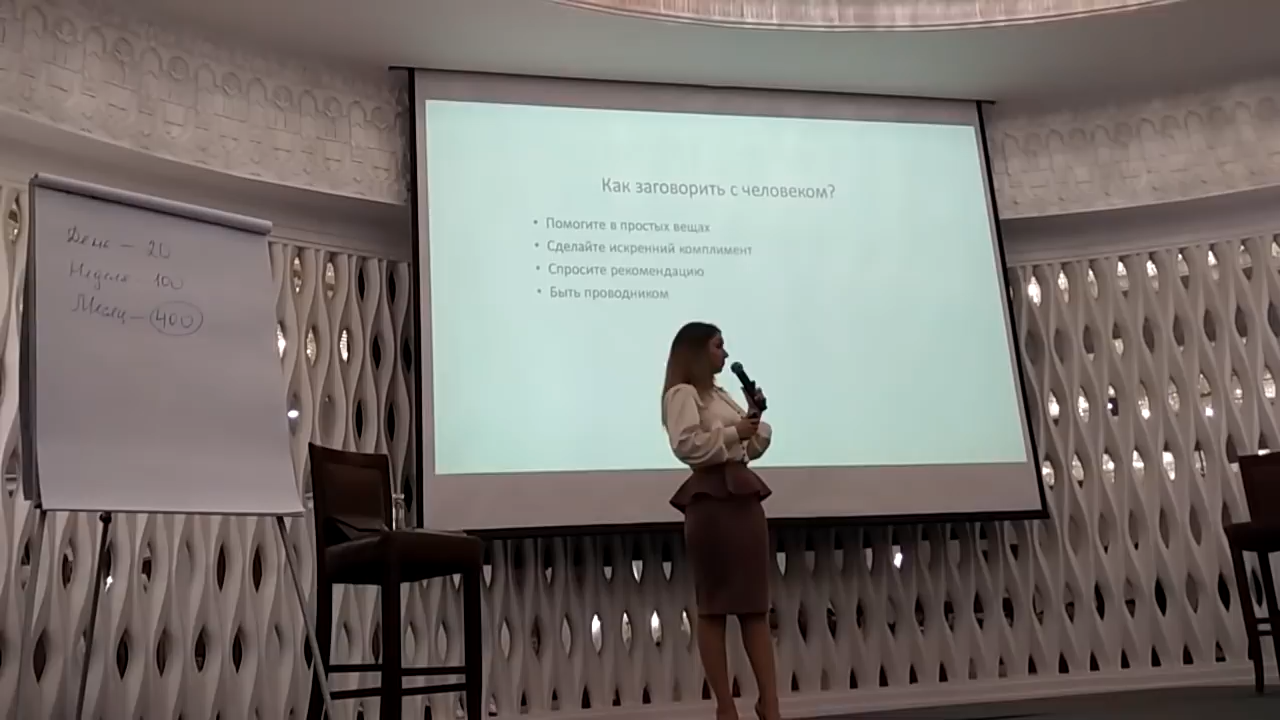 День — 20
Неделя — 100
Месяц — 400
Как заговорить с человеком?
• Помогите в простых вещах
• Сделайте искренний комплимент
• Спросите рекомендацию
• Быть проводником